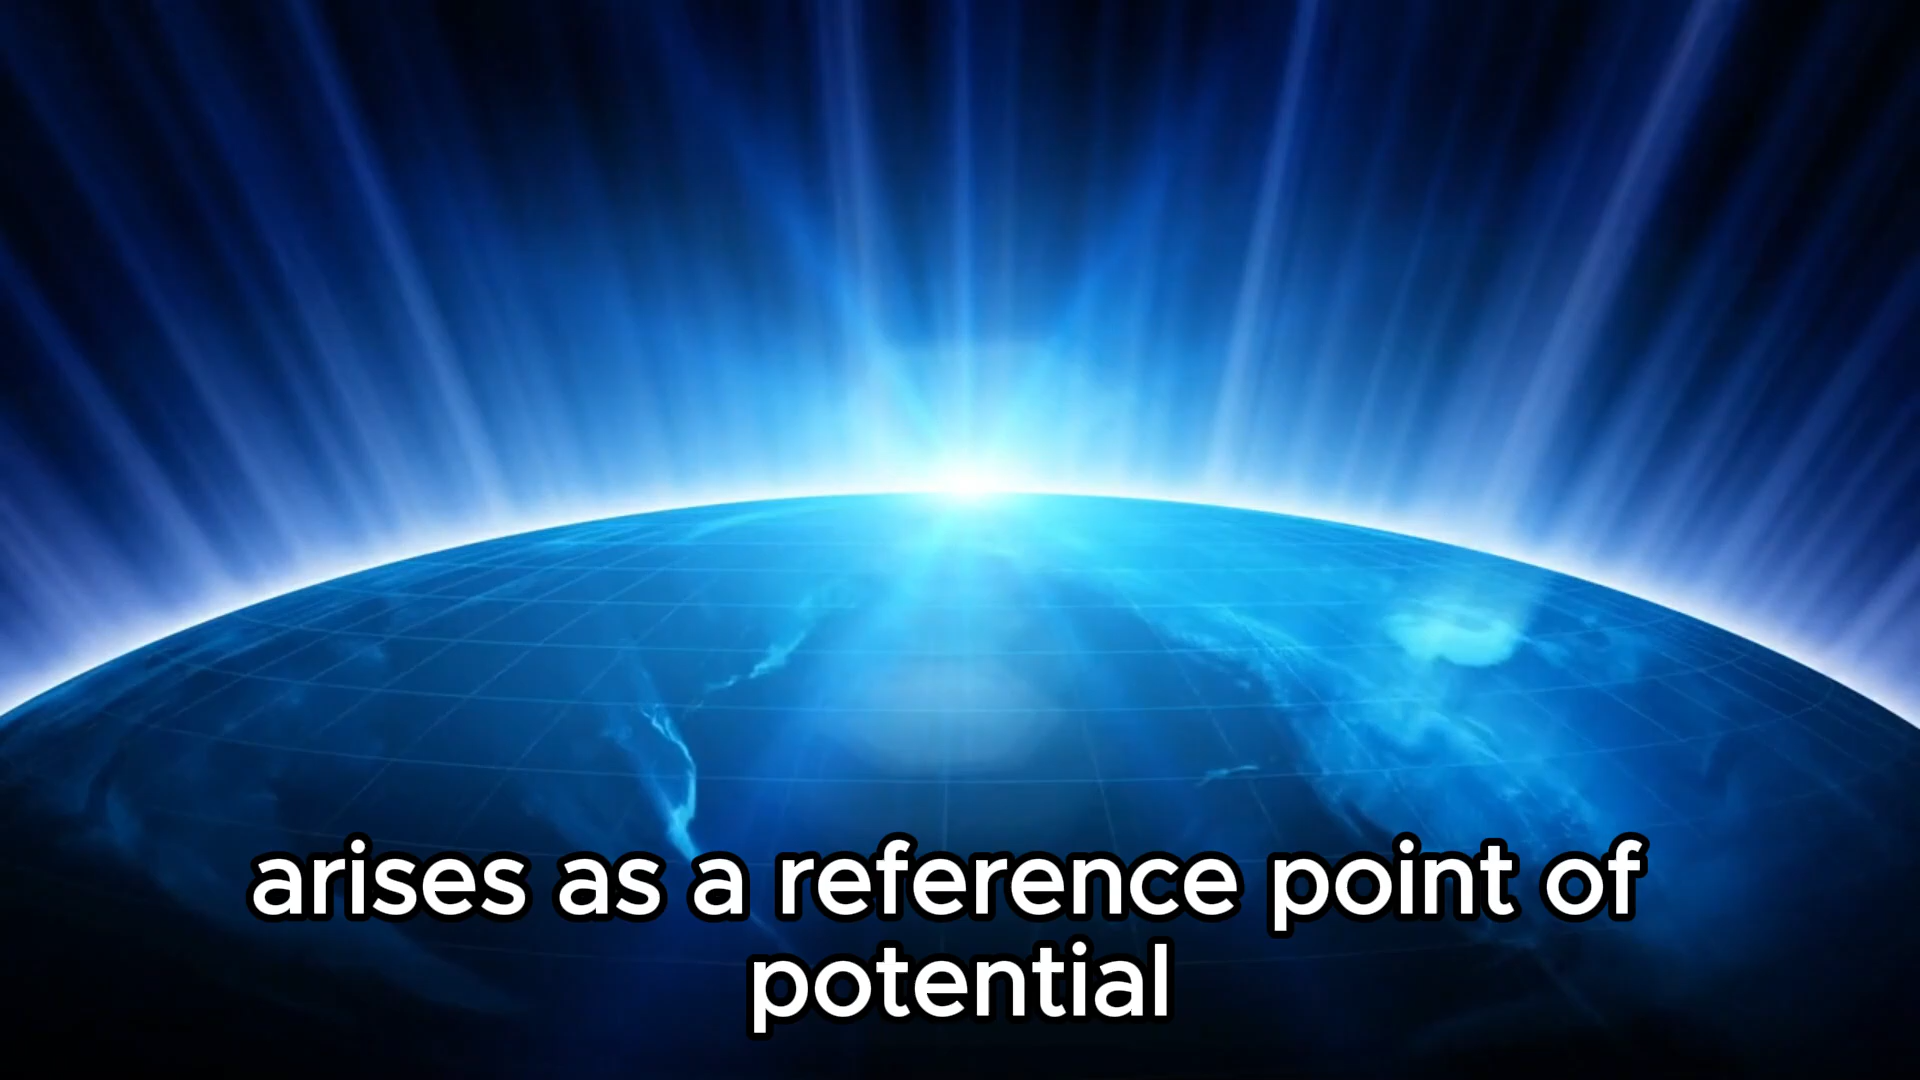 arises as a reference point of
potential